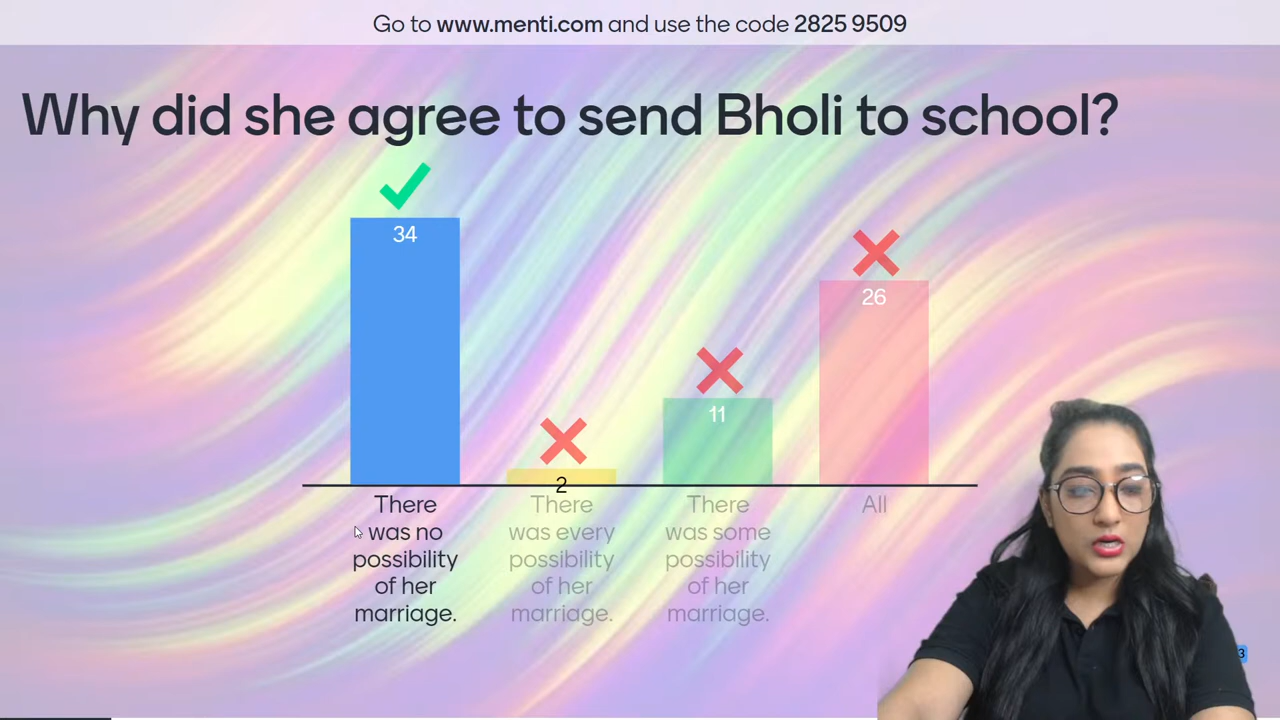 Go to www.menti.com and use the code 2825 9509
Why did she agree to send Bholi to school?
34
2
11
26
There
was no
possibility
of her
marriage.
There
was every
possibility
of her
marriage.
There
was some
possibility
of her
marriage.
All
3